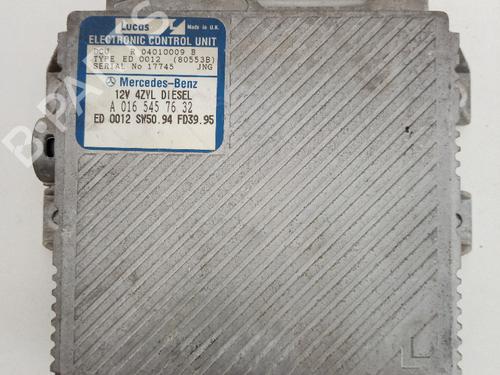 Lucas Made in U.K.
ELECTRONIC CONTROL UNIT
DCU R 04010009 B
TYPE ED 0012 (80553B)
SERIAL No 17745 JNG
Mercedes-Benz
12V 4ZYL DIESEL
A 016 545 76 32
ED 0012 SW50.94 FD39.95
L